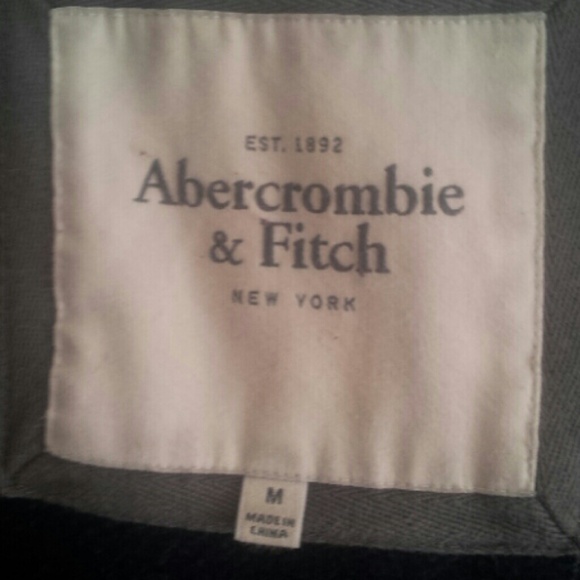 EST. 1892
Abercrombie
& Fitch
NEW YORK
M
MADE IN
CHINA